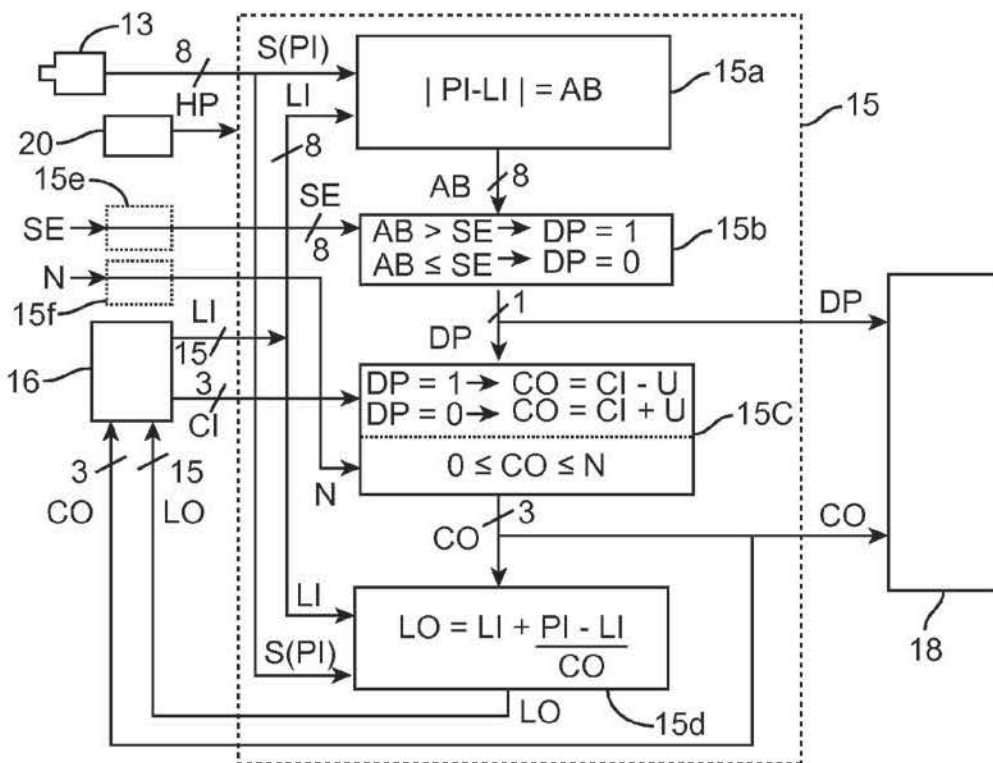 13
8
S(PI)
LI
| PI-LI | = AB
15a
15
HP
20
8
AB
8
15e
SE
SE
8
AB > SE → DP = 1
AB ≤ SE → DP = 0
15b
N
15f
LI
15
1
DP
DP
16
3
CI
DP = 1 → CO = CI - U
DP = 0 → CO = CI + U
15C
0 ≤ CO ≤ N
N
3
15
CO
LO
3
CO
CO
LI
S(PI)
LO = LI + PI - LI
CO
18
LO
15d